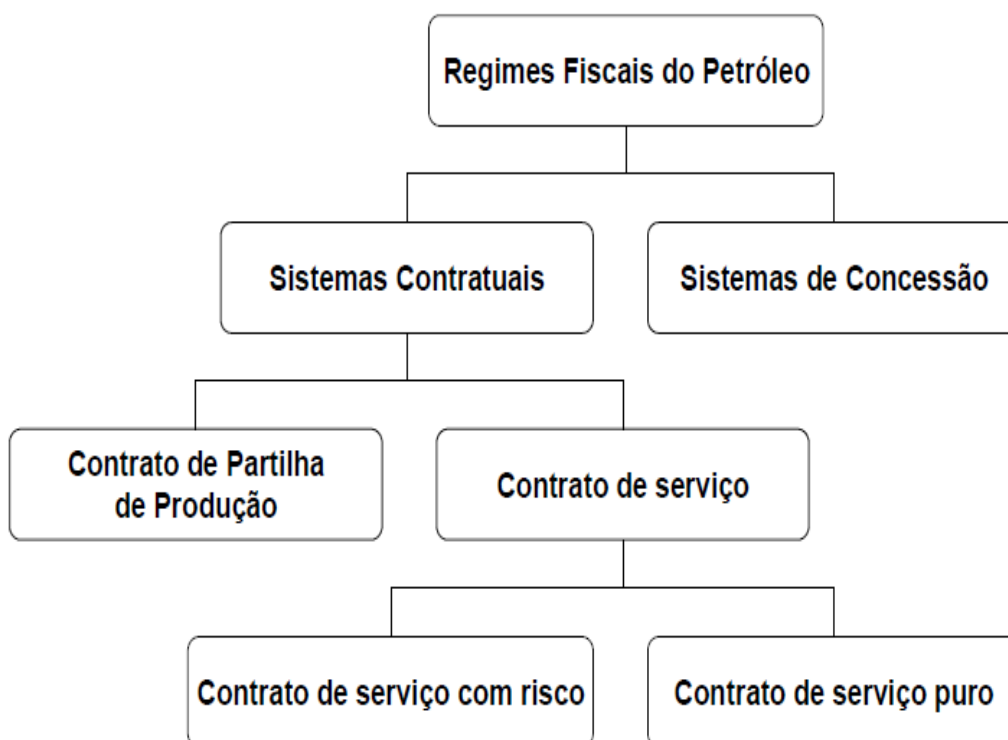 Regimes Fiscais do Petróleo
Sistemas Contratuais
Sistemas de Concessão
Contrato de Partilha
de Produção
Contrato de serviço
Contrato de serviço com risco
Contrato de serviço puro